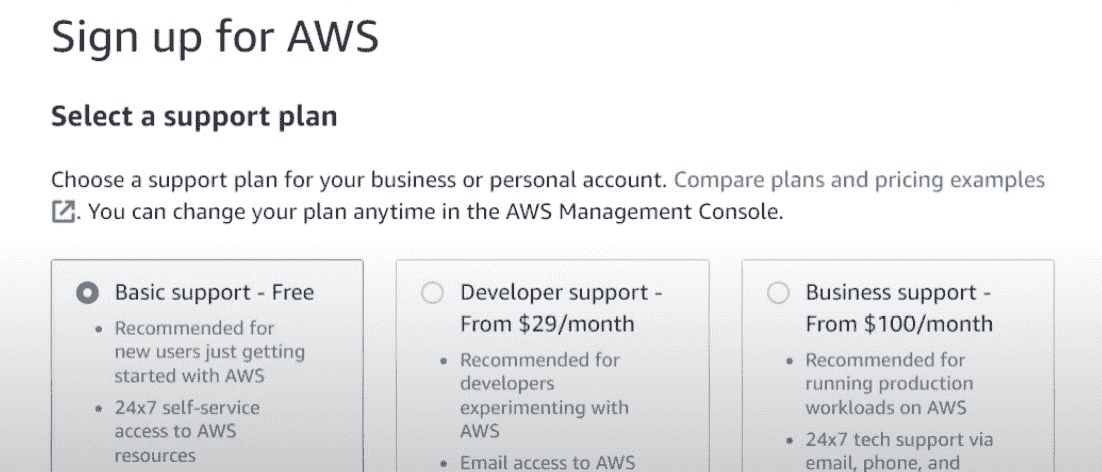 Sign up for AWS
Select a support plan
Choose a support plan for your business or personal account. Compare plans and pricing examples
. You can change your plan anytime in the AWS Management Console.
Basic support - Free
• Recommended for
new users just getting
started with AWS
• 24x7 self-service
access to AWS
resources
Developer support -
From $29/month
• Recommended for
developers
experimenting with
AWS
• Email access to AWS
Business support -
From $100/month
• Recommended for
running production
workloads on AWS
• 24x7 tech support via
email, phone, and